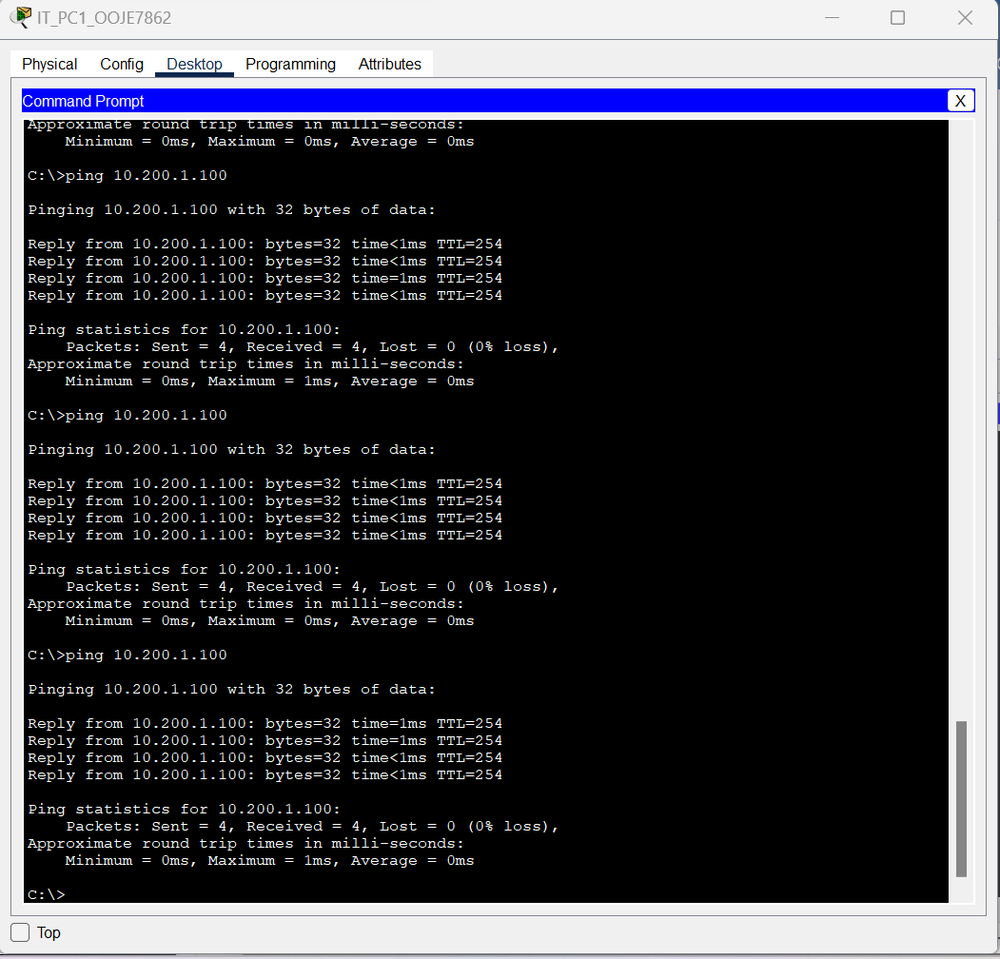 IT_PC1_OOJE7862
Physical Config Desktop Programming Attributes
Command Prompt X
Approximate round trip times in milli-seconds:
    Minimum = 0ms, Maximum = 0ms, Average = 0ms
C:\>ping 10.200.1.100
Pinging 10.200.1.100 with 32 bytes of data:
Reply from 10.200.1.100: bytes=32 time<1ms TTL=254
Reply from 10.200.1.100: bytes=32 time<1ms TTL=254
Reply from 10.200.1.100: bytes=32 time=1ms TTL=254
Reply from 10.200.1.100: bytes=32 time<1ms TTL=254
Ping statistics for 10.200.1.100:
    Packets: Sent = 4, Received = 4, Lost = 0 (0% loss),
Approximate round trip times in milli-seconds:
    Minimum = 0ms, Maximum = 1ms, Average = 0ms
C:\>ping 10.200.1.100
Pinging 10.200.1.100 with 32 bytes of data:
Reply from 10.200.1.100: bytes=32 time<1ms TTL=254
Reply from 10.200.1.100: bytes=32 time<1ms TTL=254
Reply from 10.200.1.100: bytes=32 time<1ms TTL=254
Reply from 10.200.1.100: bytes=32 time<1ms TTL=254
Ping statistics for 10.200.1.100:
    Packets: Sent = 4, Received = 4, Lost = 0 (0% loss),
Approximate round trip times in milli-seconds:
    Minimum = 0ms, Maximum = 0ms, Average = 0ms
C:\>ping 10.200.1.100
Pinging 10.200.1.100 with 32 bytes of data:
Reply from 10.200.1.100: bytes=32 time=1ms TTL=254
Reply from 10.200.1.100: bytes=32 time<1ms TTL=254
Reply from 10.200.1.100: bytes=32 time<1ms TTL=254
Reply from 10.200.1.100: bytes=32 time<1ms TTL=254
Ping statistics for 10.200.1.100:
    Packets: Sent = 4, Received = 4, Lost = 0 (0% loss),
Approximate round trip times in milli-seconds:
    Minimum = 0ms, Maximum = 1ms, Average = 0ms
C:\>
Top